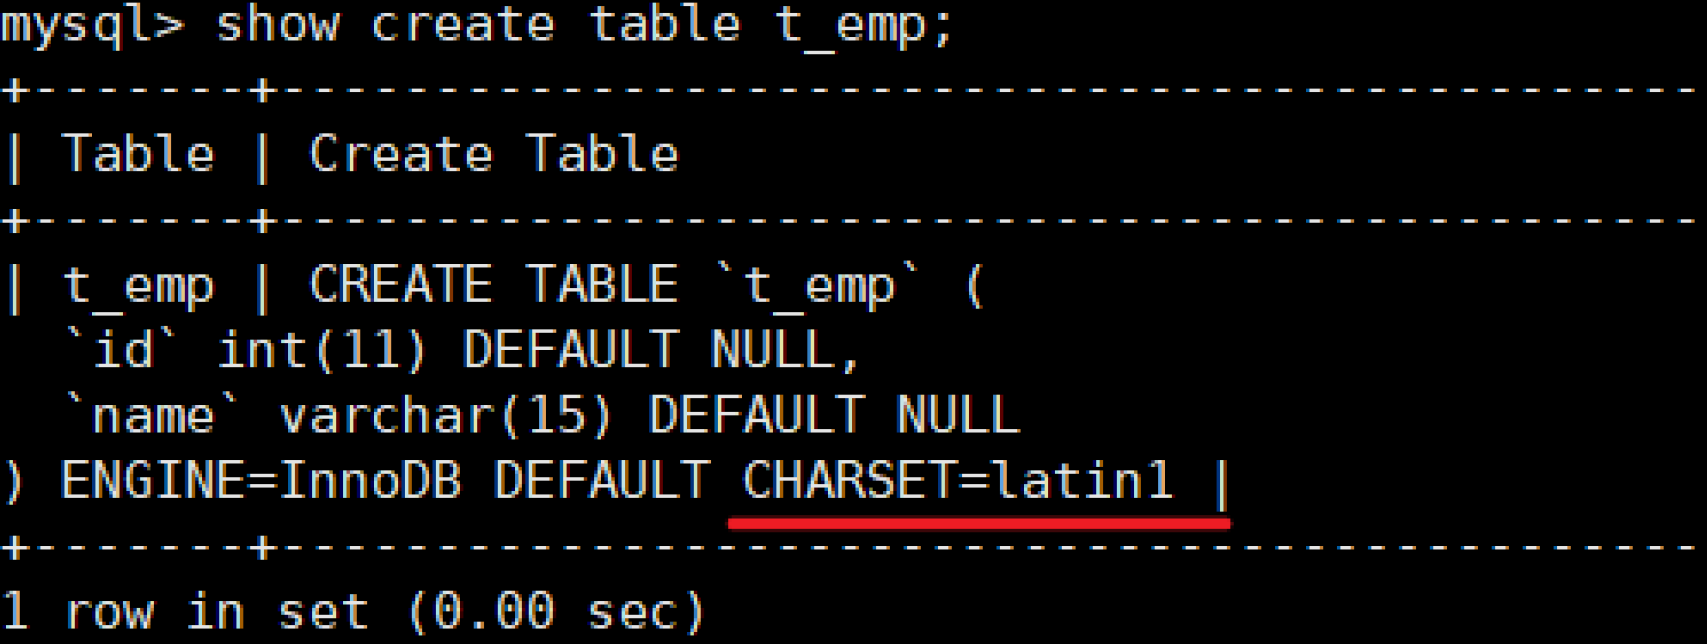 mysql> show create table t_emp;
+-------+----------------------------------------------
| Table | Create Table
+-------+----------------------------------------------
| t_emp | CREATE TABLE `t_emp` (
  `id` int(11) DEFAULT NULL,
  `name` varchar(15) DEFAULT NULL
) ENGINE=InnoDB DEFAULT CHARSET=latin1 |
+-------+----------------------------------------------
1 row in set (0.00 sec)